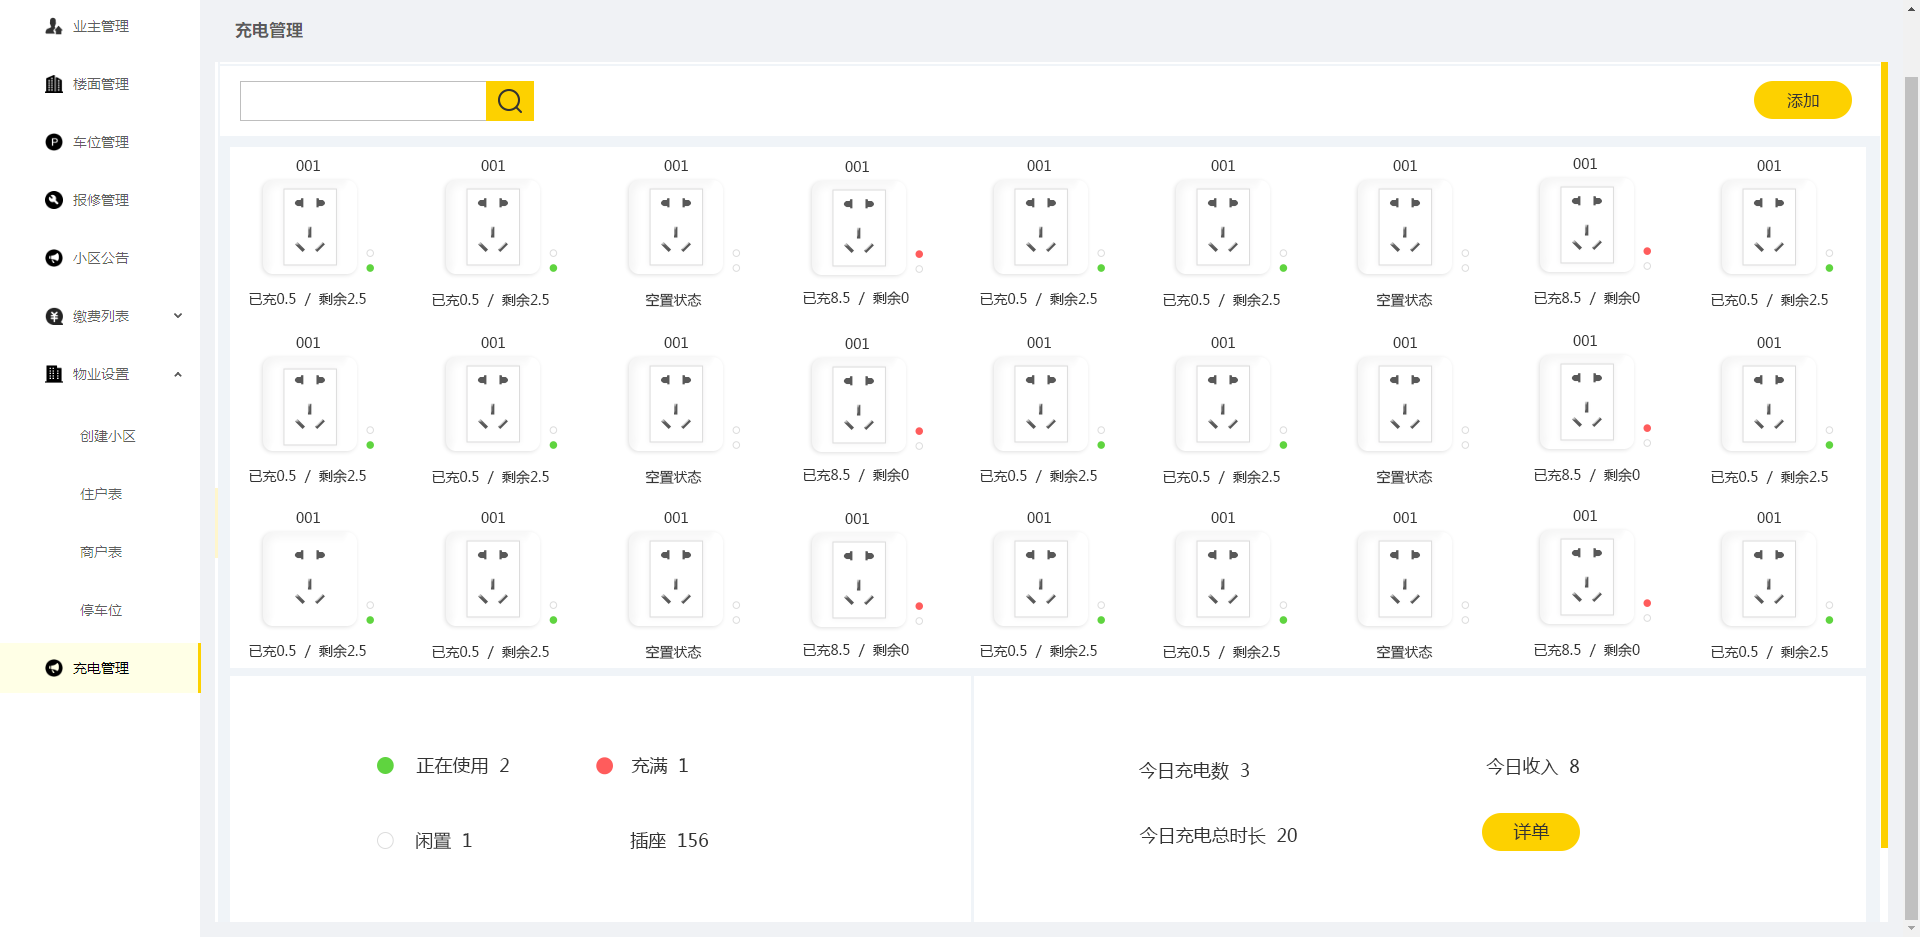 业主管理
楼面管理
车位管理
报修管理
小区公告
缴费列表
物业设置
创建小区
住户表
商户表
停车位
充电管理
充电管理
添加
001 001 001 001 001 001 001 001 001
已充0.5 / 剩余2.5 已充0.5 / 剩余2.5 空置状态 已充8.5 / 剩余0 已充0.5 / 剩余2.5 已充0.5 / 剩余2.5 空置状态 已充8.5 / 剩余0 已充0.5 / 剩余2.5
001 001 001 001 001 001 001 001 001
已充0.5 / 剩余2.5 已充0.5 / 剩余2.5 空置状态 已充8.5 / 剩余0 已充0.5 / 剩余2.5 已充0.5 / 剩余2.5 空置状态 已充8.5 / 剩余0 已充0.5 / 剩余2.5
001 001 001 001 001 001 001 001 001
已充0.5 / 剩余2.5 已充0.5 / 剩余2.5 空置状态 已充8.5 / 剩余0 已充0.5 / 剩余2.5 已充0.5 / 剩余2.5 空置状态 已充8.5 / 剩余0 已充0.5 / 剩余2.5
正在使用 2 充满 1
闲置 1 插座 156
今日充电数 3 今日收入 8
今日充电总时长 20 详单